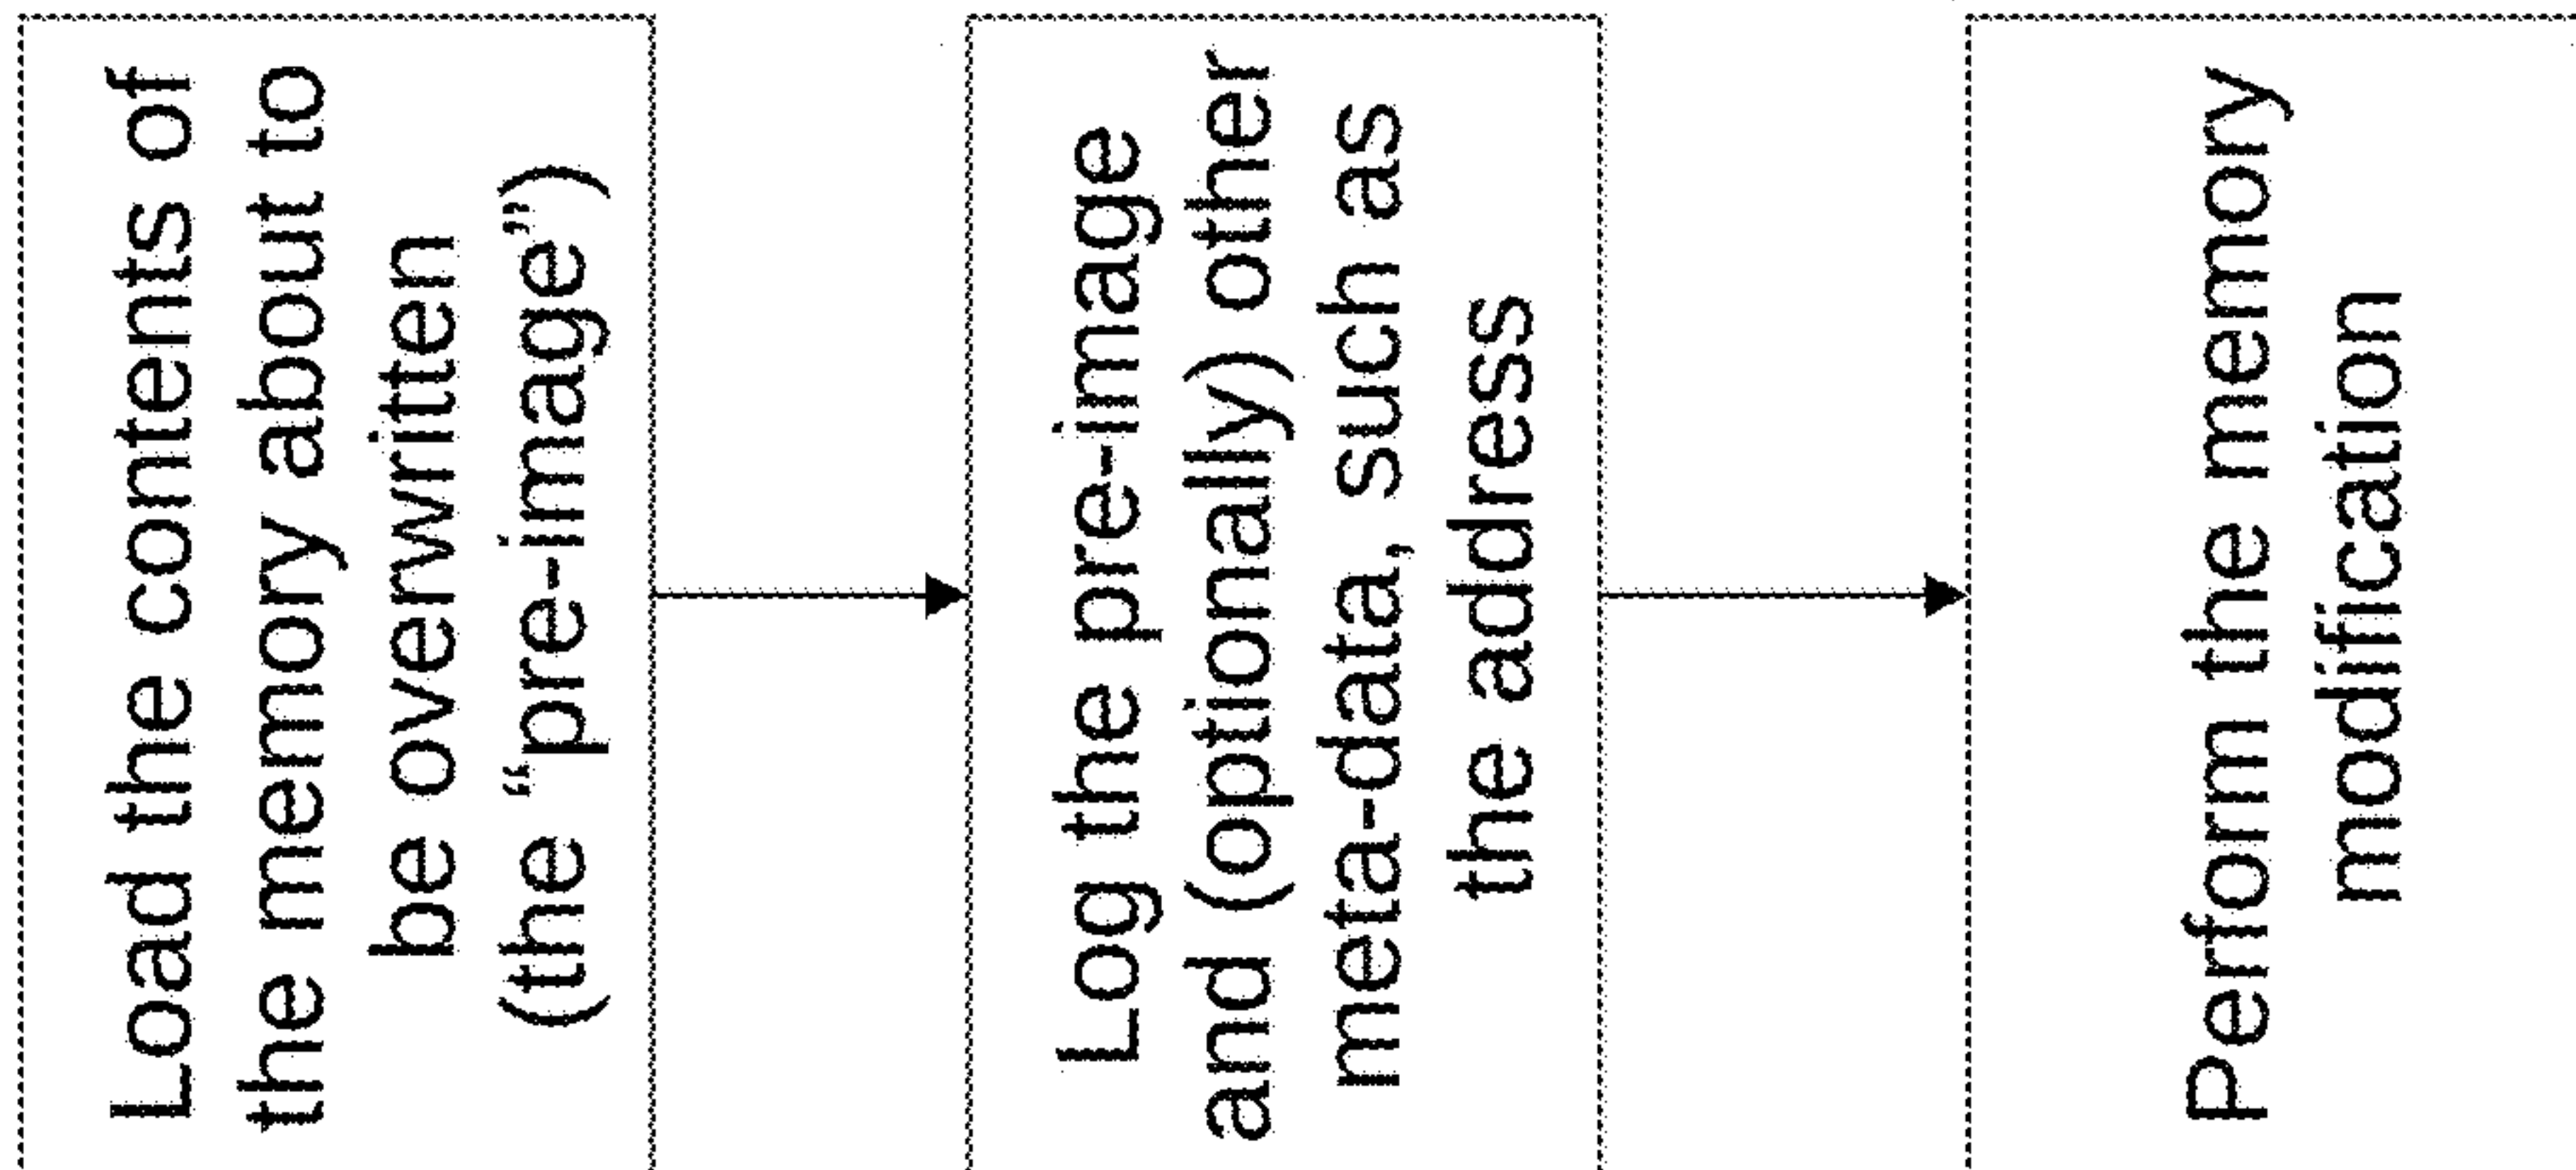 Load the contents of
the memory about to
be overwritten
(the “pre-image”)
Log the pre-image
and (optionally) other
meta-data, such as
the address
Perform the memory
modification